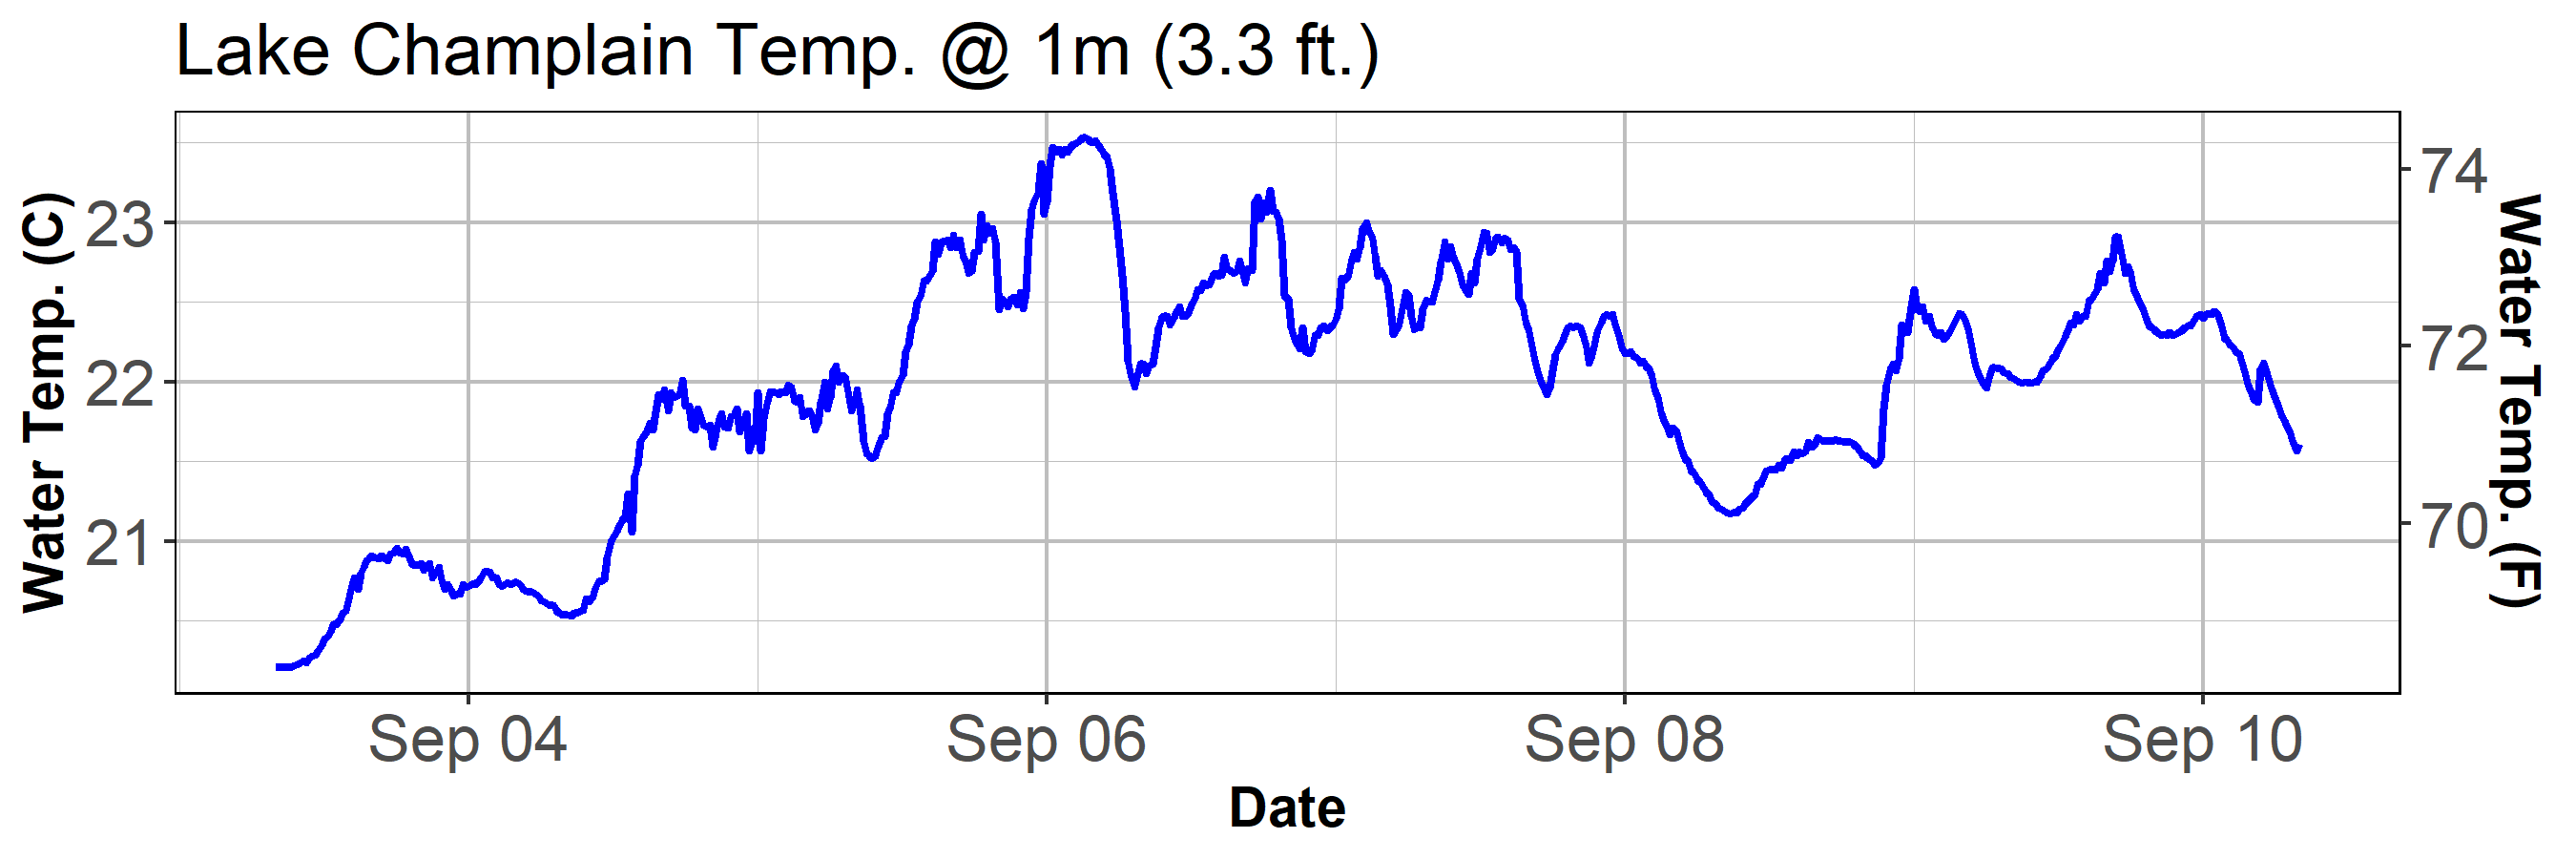 Lake Champlain Temp. @ 1m (3.3 ft.)
Water Temp. (C)
23
22
21
74
72
70
Water Temp. (F)
Sep 04 Sep 06 Sep 08 Sep 10
Date